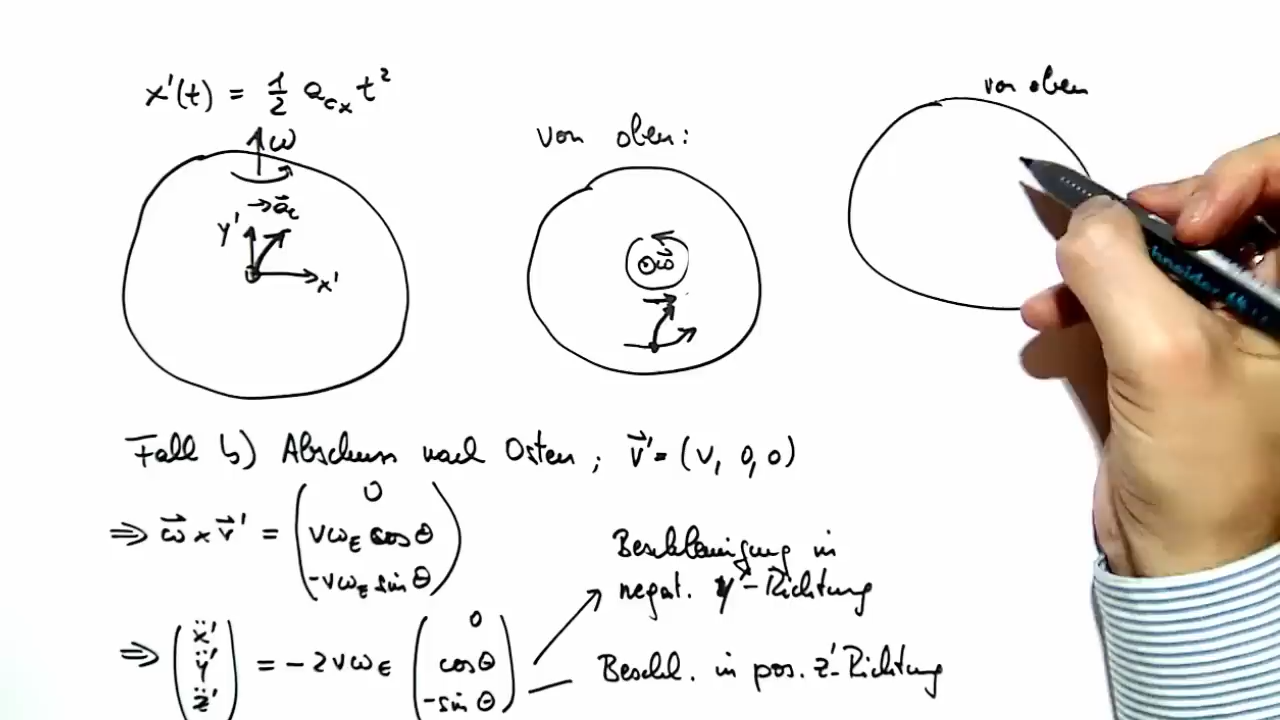 x'(t) = 1/2 a_cx t²
ω
→a_c
y'
x'
von oben:
ω⃗
von oben
Fall b) Abschuss nach Osten ; v⃗' = (v, 0, 0)
⇒ ω⃗ × v⃗' = ( 0
vω_E cos θ
-vω_E sin θ )
Beschleunigung in
negat. y'-Richtung
⇒ ( ẍ'
ÿ'
z̈' ) = -2vω_E ( 0
cos θ
-sin θ )
Beschl. in pos. z'-Richtung
schneider